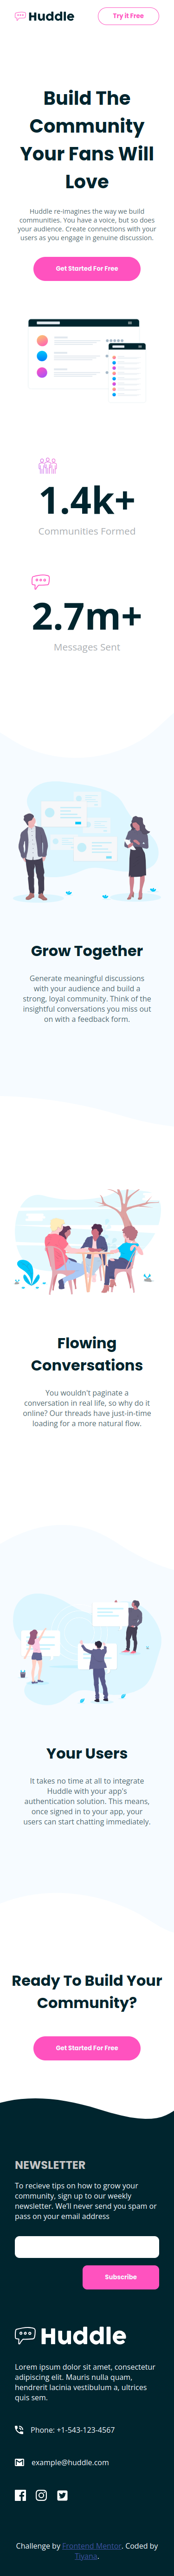 Huddle
Try it Free
Build The
Community
Your Fans Will
Love
Huddle re-imagines the way we build
communities. You have a voice, but so does
your audience. Create connections with your
users as you engage in genuine discussion.
Get Started For Free
1.4k+
Communities Formed
2.7m+
Messages Sent
Grow Together
Generate meaningful discussions
with your audience and build a
strong, loyal community. Think of the
insightful conversations you miss out
on with a feedback form.
Flowing
Conversations
You wouldn't paginate a
conversation in real life, so why do it
online? Our threads have just-in-time
loading for a more natural flow.
Your Users
It takes no time at all to integrate
Huddle with your app's
authentication solution. This means,
once signed in to your app, your
users can start chatting immediately.
Ready To Build Your
Community?
Get Started For Free
NEWSLETTER
To recieve tips on how to grow your
community, sign up to our weekly
newsletter. We'll never send you spam or
pass on your email address
Subscribe
Huddle
Lorem ipsum dolor sit amet, consectetur
adipiscing elit. Mauris nulla quam,
hendrerit lacinia vestibulum a, ultrices
quis sem.
Phone: +1-543-123-4567
example@huddle.com
Challenge by Frontend Mentor. Coded by
Tiyana.